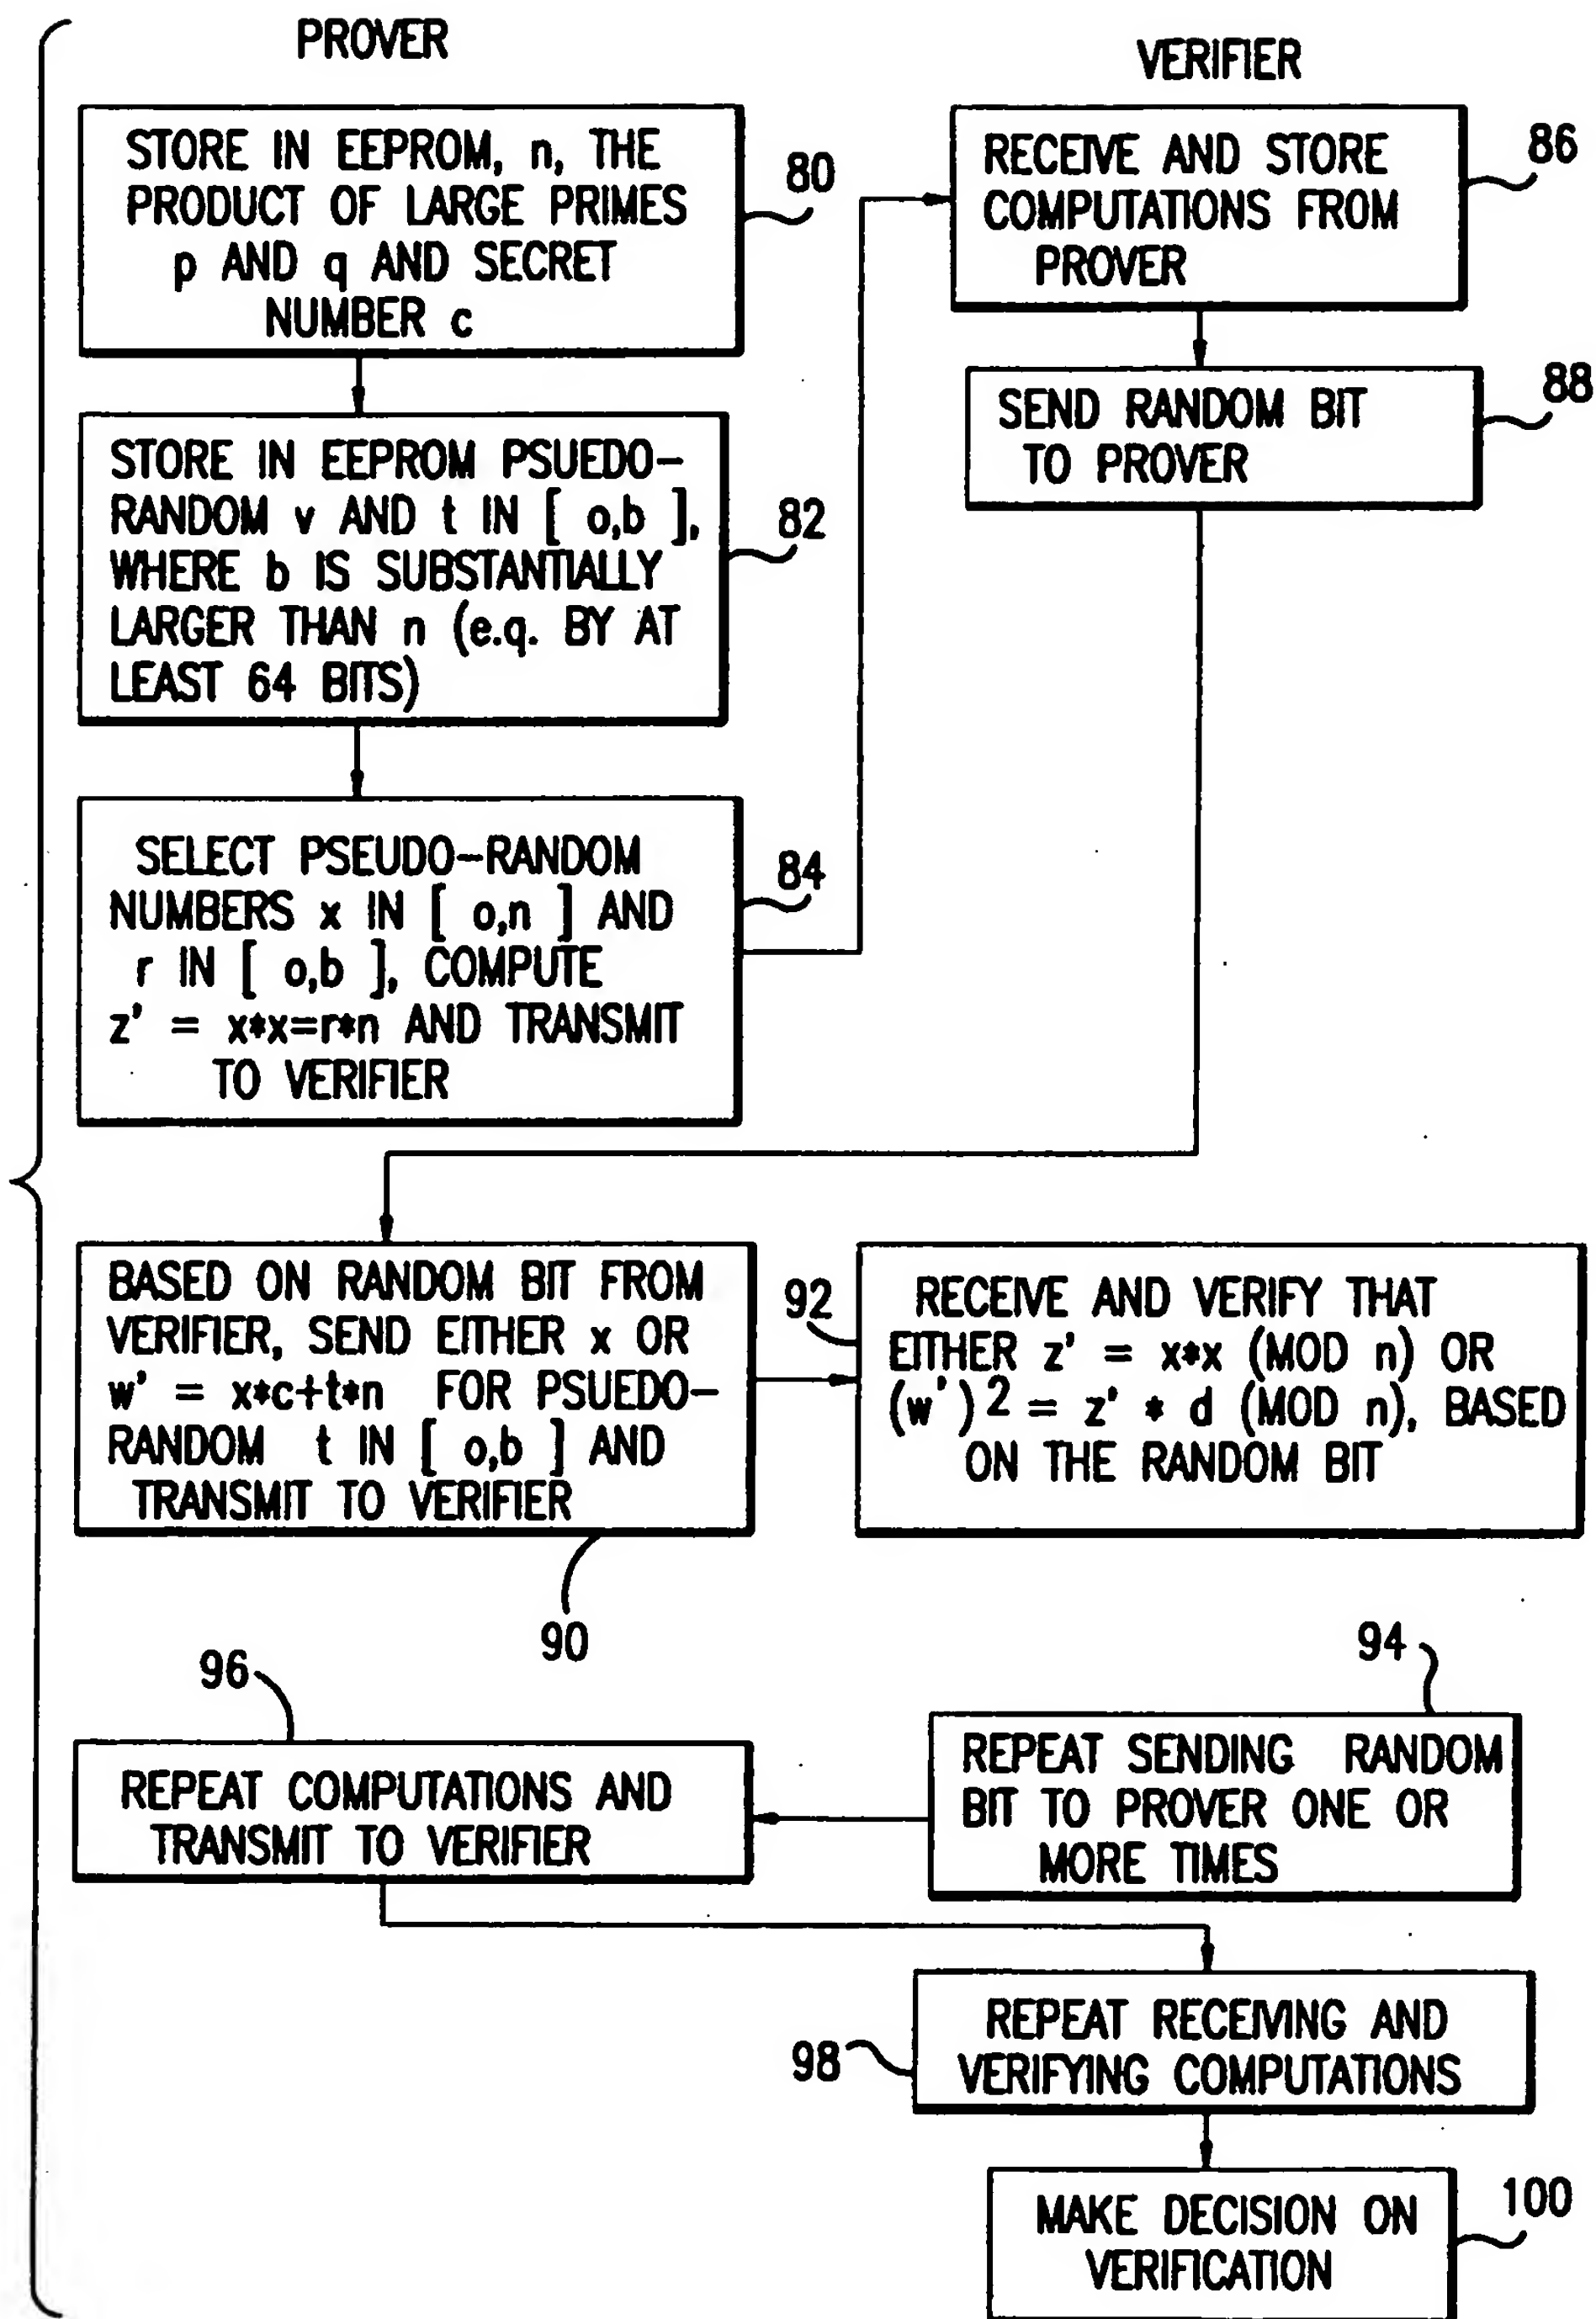 PROVER
STORE IN EEPROM, n, THE
PRODUCT OF LARGE PRIMES
p AND q AND SECRET
NUMBER c
80
STORE IN EEPROM PSUEDO-
RANDOM v AND t IN [ o,b ],
WHERE b IS SUBSTANTIALLY
LARGER THAN n (e.q. BY AT
LEAST 64 BITS)
82
SELECT PSEUDO-RANDOM
NUMBERS x IN [ o,n ] AND
r IN [ o,b ], COMPUTE
z' = x*x=r*n AND TRANSMIT
TO VERIFIER
84
VERIFIER
RECEIVE AND STORE
COMPUTATIONS FROM
PROVER
86
SEND RANDOM BIT
TO PROVER
88
BASED ON RANDOM BIT FROM
VERIFIER, SEND EITHER x OR
w' = x*c+t*n FOR PSUEDO-
RANDOM t IN [ o,b ] AND
TRANSMIT TO VERIFIER
90
92
RECEIVE AND VERIFY THAT
EITHER z' = x*x (MOD n) OR
(w')2 = z' * d (MOD n), BASED
ON THE RANDOM BIT
94
REPEAT SENDING RANDOM
BIT TO PROVER ONE OR
MORE TIMES
96
REPEAT COMPUTATIONS AND
TRANSMIT TO VERIFIER
98
REPEAT RECEIVING AND
VERIFYING COMPUTATIONS
MAKE DECISION ON
VERIFICATION
100